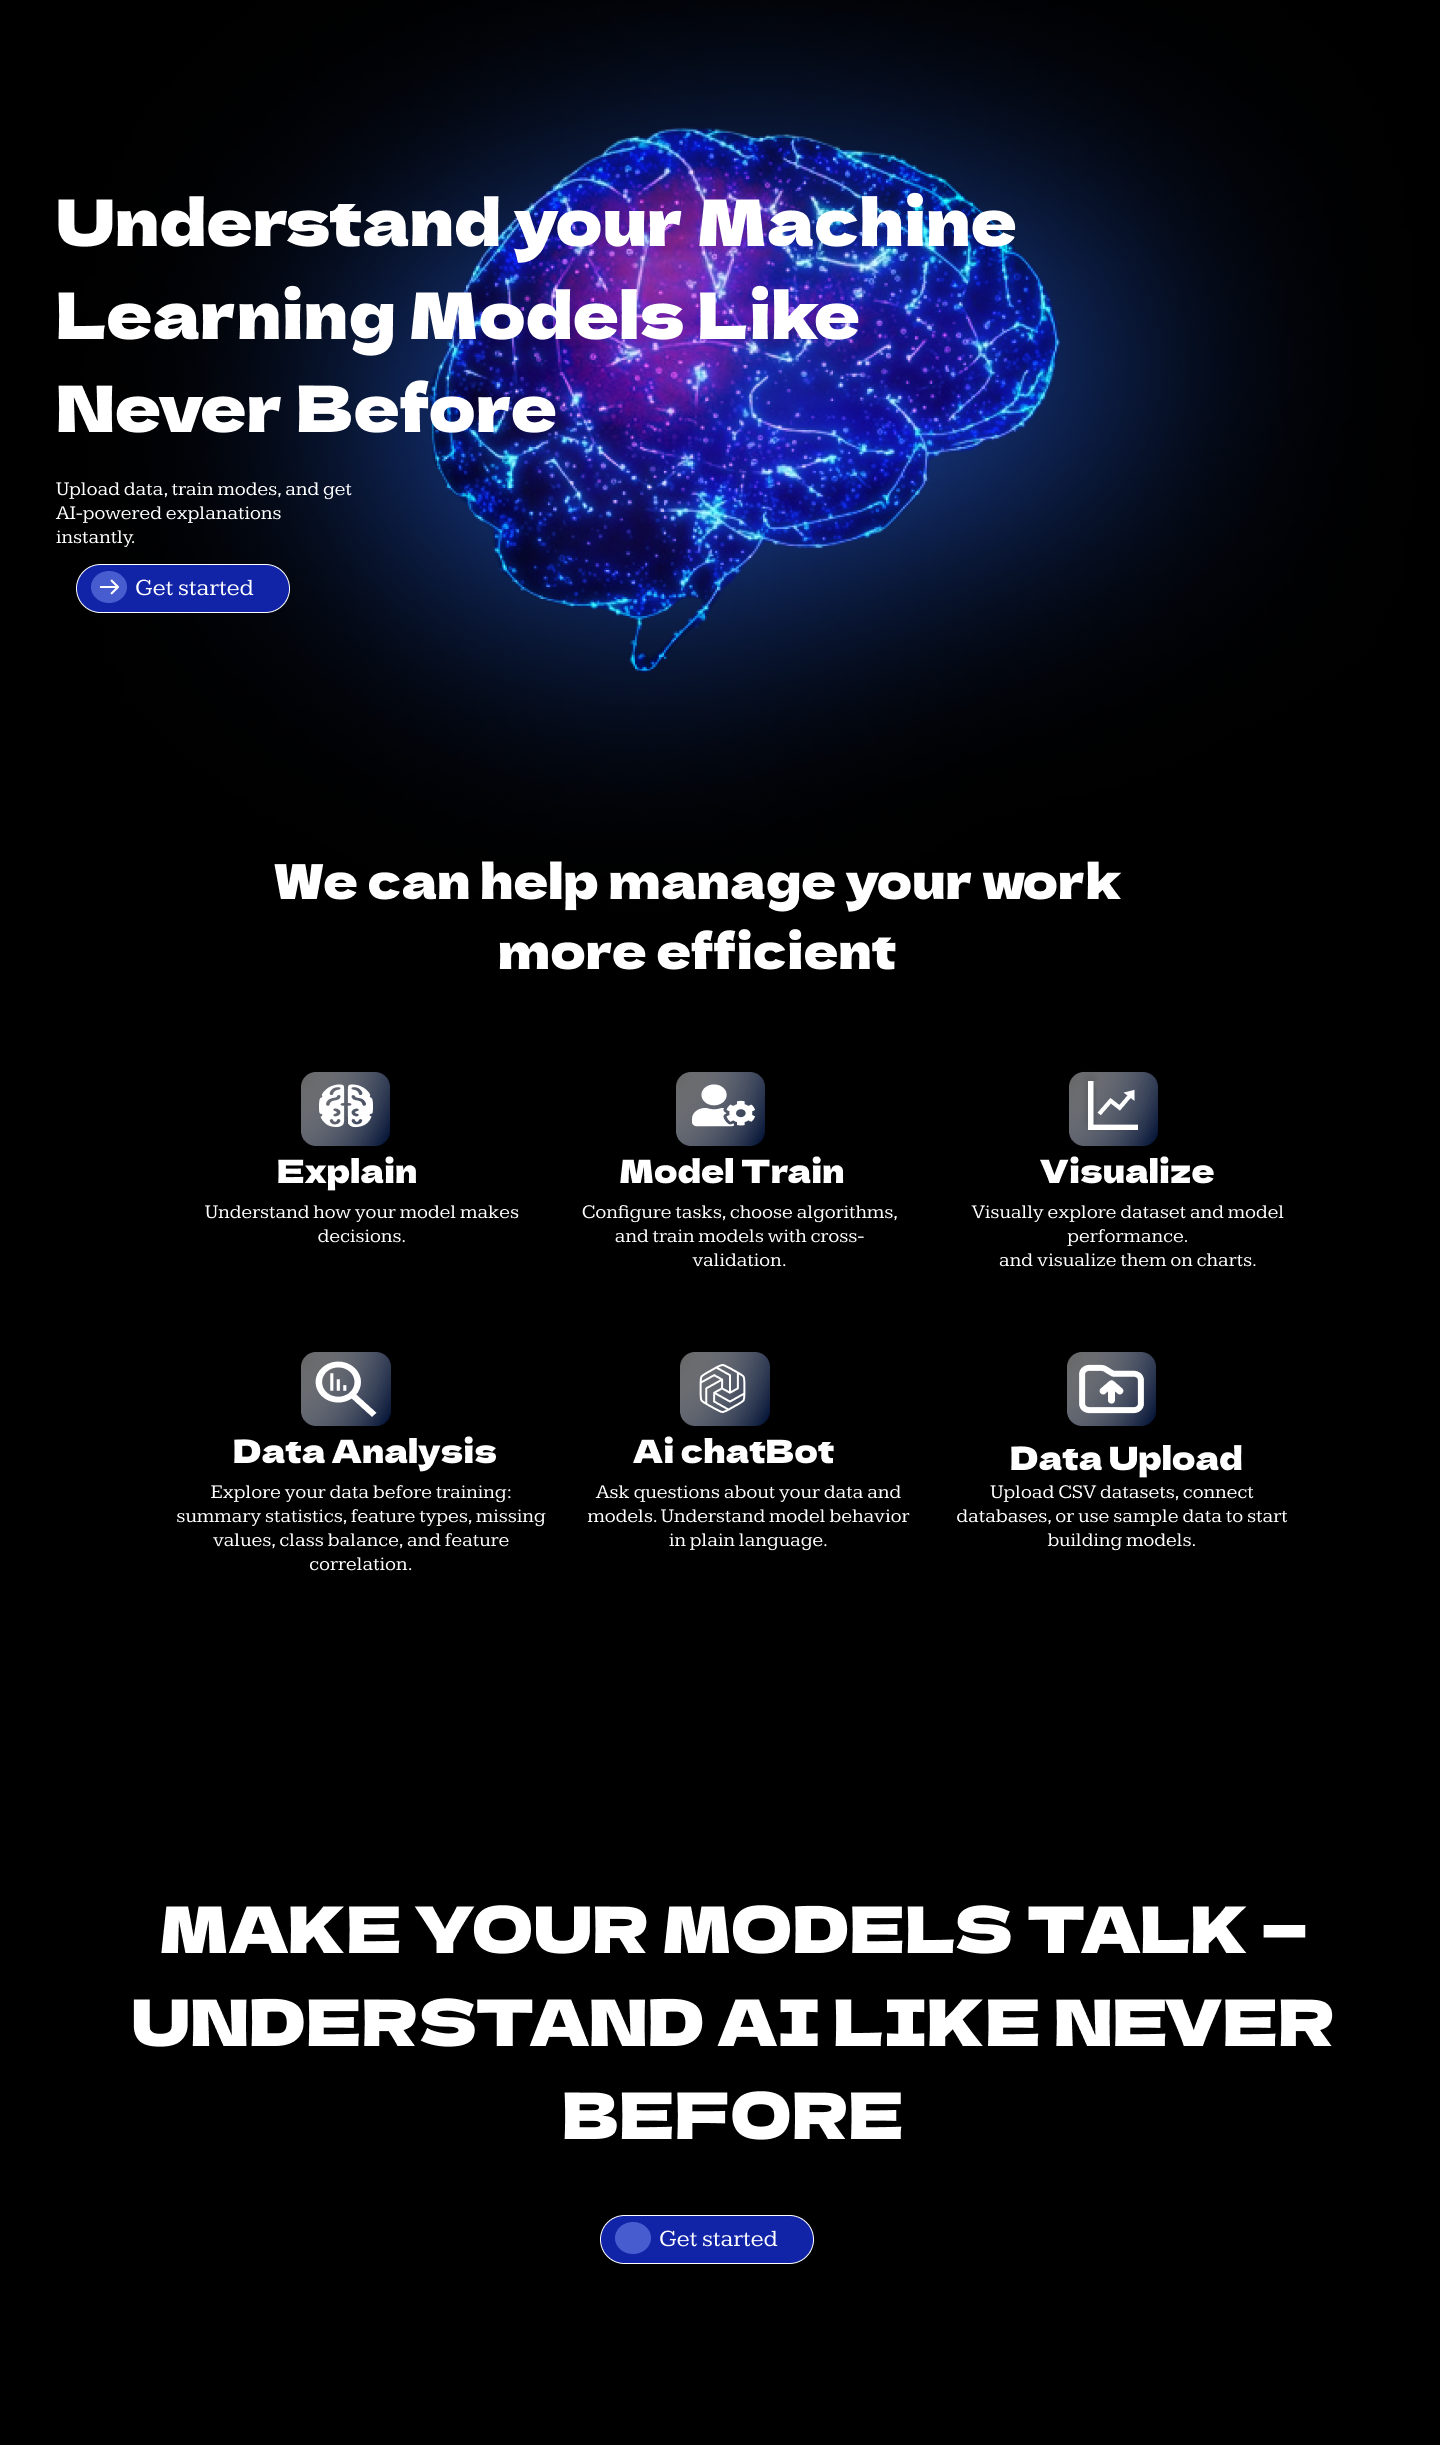 Understand your Machine
Learning Models Like
Never Before
Upload data, train modes, and get
AI-powered explanations
instantly.
Get started
We can help manage your work
more efficient
Explain
Understand how your model makes
decisions.
Model Train
Configure tasks, choose algorithms,
and train models with cross-
validation.
Visualize
Visually explore dataset and model
performance.
and visualize them on charts.
Data Analysis
Explore your data before training:
summary statistics, feature types, missing
values, class balance, and feature
correlation.
Ai chatBot
Ask questions about your data and
models. Understand model behavior
in plain language.
Data Upload
Upload CSV datasets, connect
databases, or use sample data to start
building models.
MAKE YOUR MODELS TALK –
UNDERSTAND AI LIKE NEVER
BEFORE
Get started